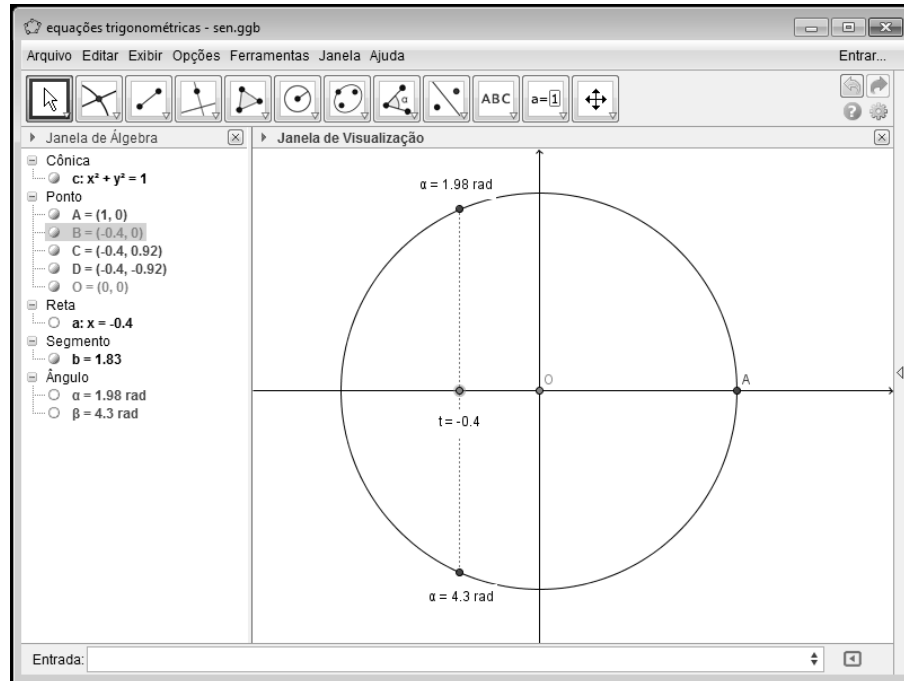 equações trigonométricas - sen.ggb
Arquivo Editar Exibir Opções Ferramentas Janela Ajuda
Entrar...
ABC
a=1
Janela de Álgebra
Janela de Visualização
Cônica
c: x² + y² = 1
Ponto
A = (1, 0)
B = (-0.4, 0)
C = (-0.4, 0.92)
D = (-0.4, -0.92)
O = (0, 0)
Reta
a: x = -0.4
Segmento
b = 1.83
Ângulo
α = 1.98 rad
β = 4.3 rad
α = 1.98 rad
O
A
t = -0.4
α = 4.3 rad
Entrada: